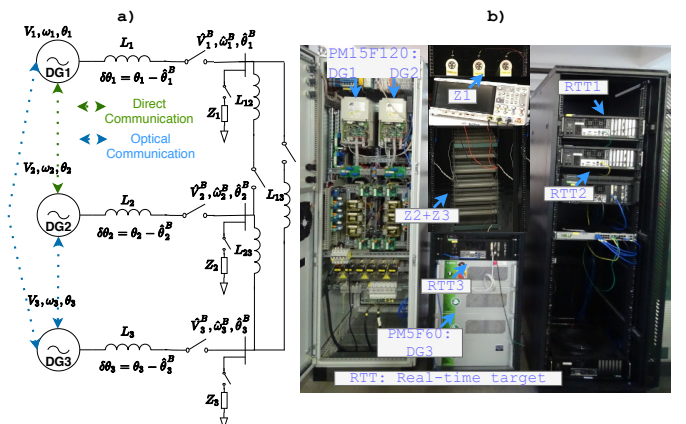 a)
V₁, ω₁, θ₁
L₁
V̂₁ᴮ, ω̂₁ᴮ, θ̂₁ᴮ
DG1
δθ₁ = θ₁ − θ̂₁ᴮ
L₁₂
Z₁
Direct
Communication
Optical
Communication
V₂, ω₂, θ₂
L₂
V̂₂ᴮ, ω̂₂ᴮ, θ̂₂ᴮ
L₁₃
DG2
δθ₂ = θ₂ − θ̂₂ᴮ
L₂₃
Z₂
V₃, ω₃, θ₃
L₃
V̂₃ᴮ, ω̂₃ᴮ, θ̂₃ᴮ
DG3
δθ₃ = θ₃ − θ̂₃ᴮ
Z₃
b)
PM15F120:
DG1 DG2
Z1
RTT1
RTT2
Z2+Z3
RTT3
PM5F60:
DG3
RTT: Real-time target